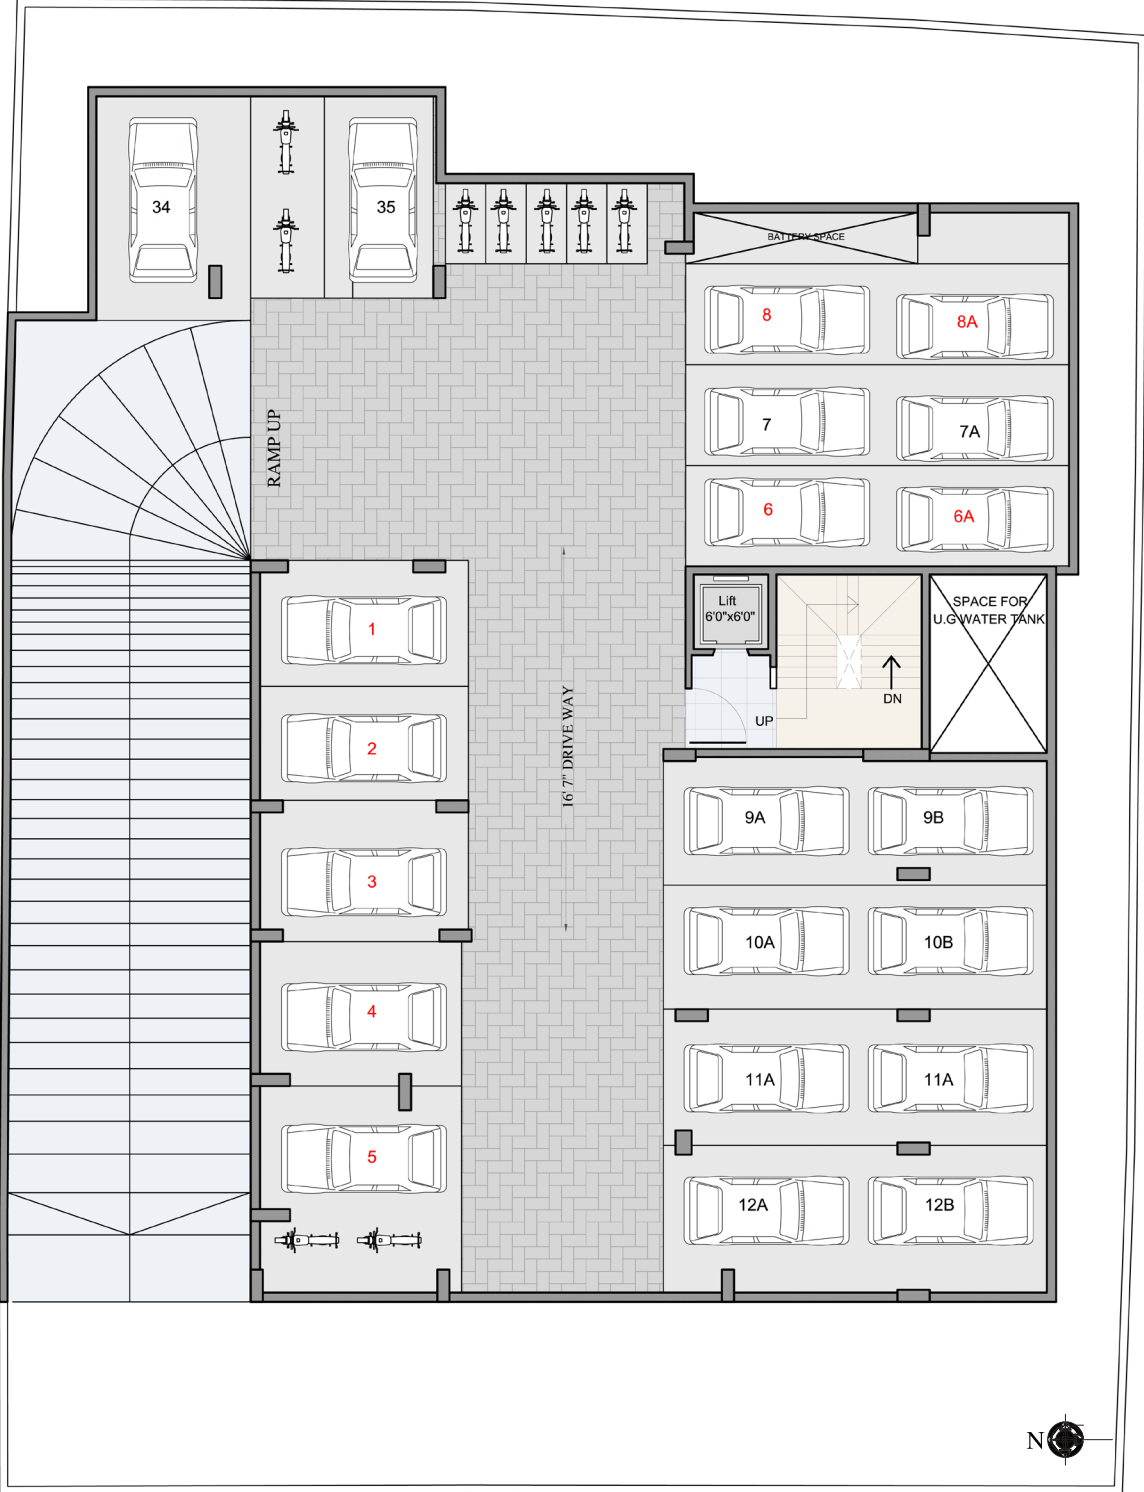 34
35
BATTERY SPACE
8
8A
RAMP UP
7
7A
6
6A
1
Lift
6'0"x6'0"
SPACE FOR
U.G WATER TANK
2
16' 7" DRIVE WAY
UP
DN
9A
9B
3
10A
10B
4
11A
11A
5
12A
12B
N